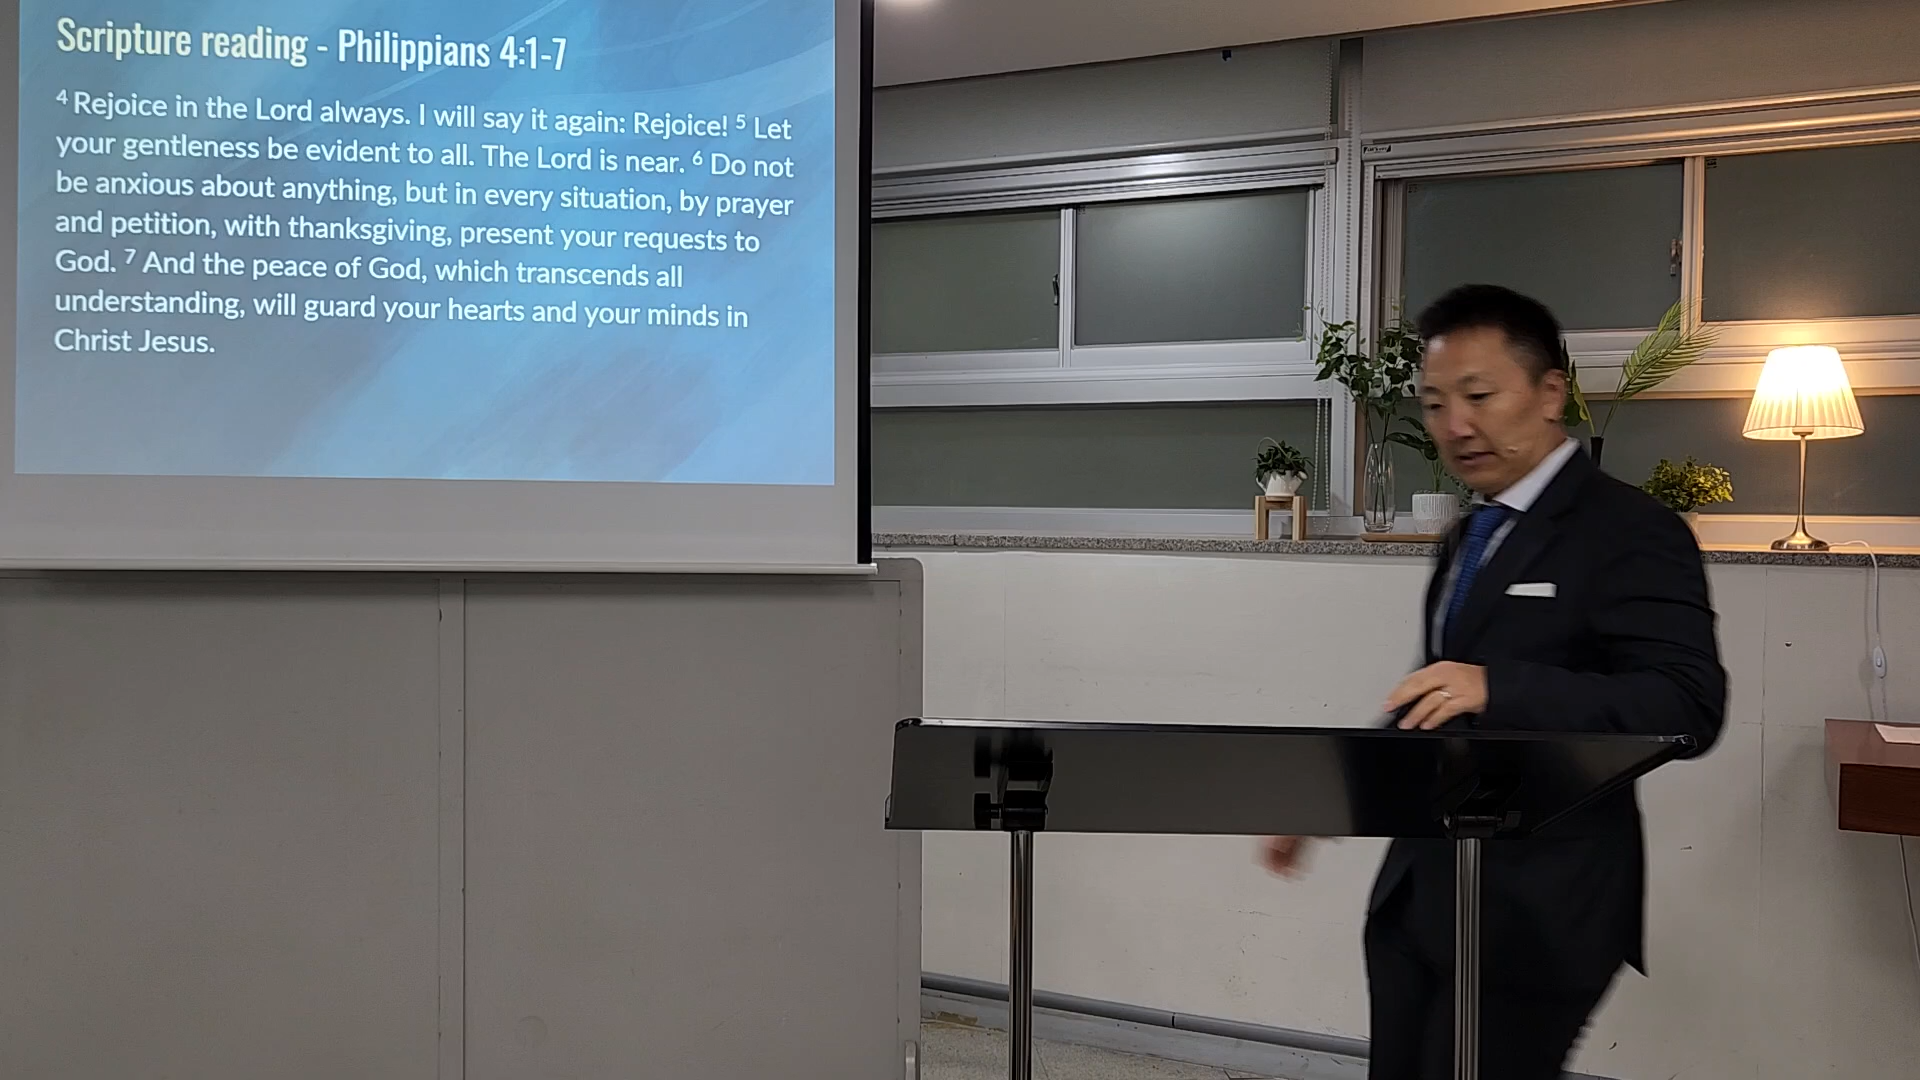 Scripture reading - Philippians 4:1-7
⁴ Rejoice in the Lord always. I will say it again: Rejoice! ⁵ Let
your gentleness be evident to all. The Lord is near. ⁶ Do not
be anxious about anything, but in every situation, by prayer
and petition, with thanksgiving, present your requests to
God. ⁷ And the peace of God, which transcends all
understanding, will guard your hearts and your minds in
Christ Jesus.